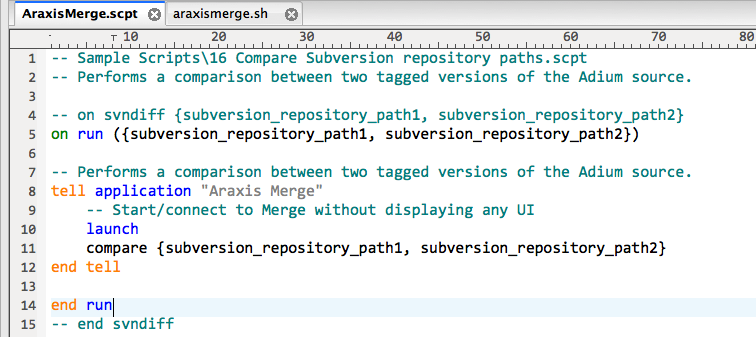 AraxisMerge.scpt araxismerge.sh
10 20 30 40 50 60 70 80
1 -- Sample Scripts\16 Compare Subversion repository paths.scpt
2 -- Performs a comparison between two tagged versions of the Adium source.
3
4 -- on svndiff {subversion_repository_path1, subversion_repository_path2}
5 on run ({subversion_repository_path1, subversion_repository_path2})
6
7 -- Performs a comparison between two tagged versions of the Adium source.
8 tell application "Araxis Merge"
9 -- Start/connect to Merge without displaying any UI
10 launch
11 compare {subversion_repository_path1, subversion_repository_path2}
12 end tell
13
14 end run
15 -- end svndiff